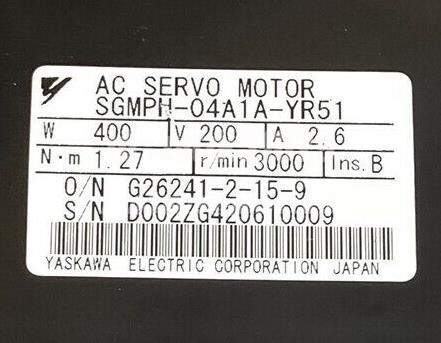 AC SERVO MOTOR
SGMPH-04A1A-YR51
W 400 V 200 A 2.6
N·m 1.27 r/min 3000 Ins. B
O/N G26241-2-15-9
S/N D002ZG420610009
YASKAWA ELECTRIC CORPORATION JAPAN